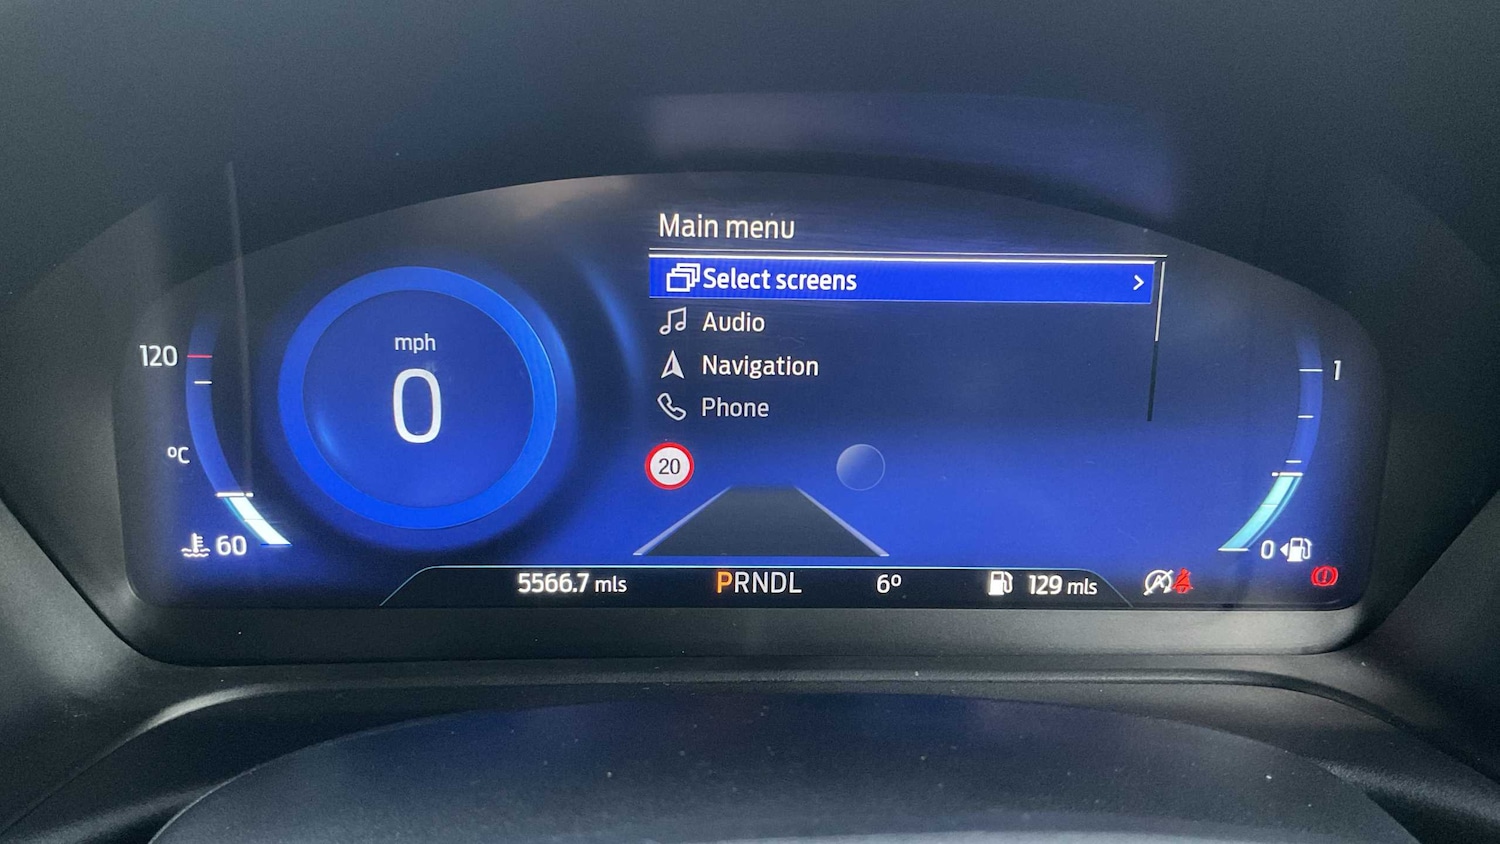 Main menu
Select screens
Audio
Navigation
Phone
mph
0
120
°C
60
20
1
0
5566.7 mls
PRNDL
6°
129 mls